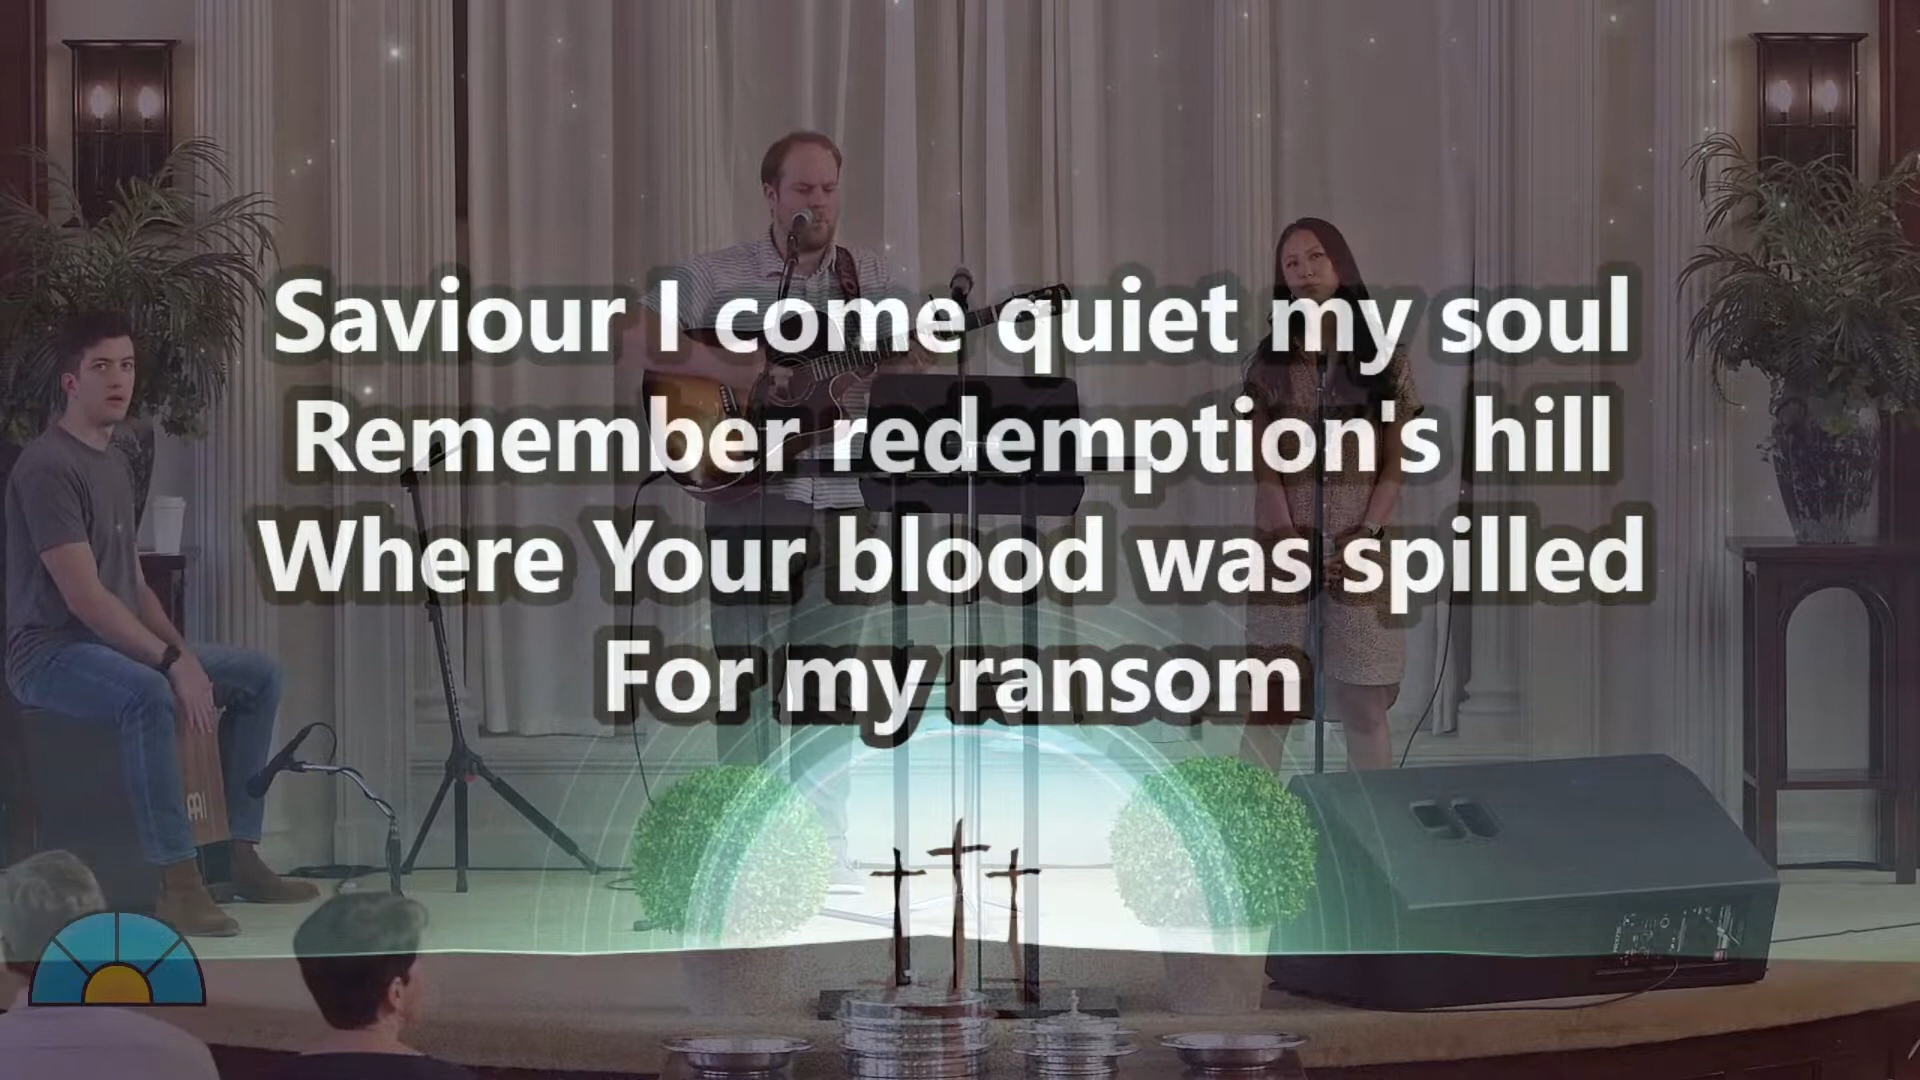 Saviour I come quiet my soul
Remember redemption's hill
Where Your blood was spilled
For my ransom